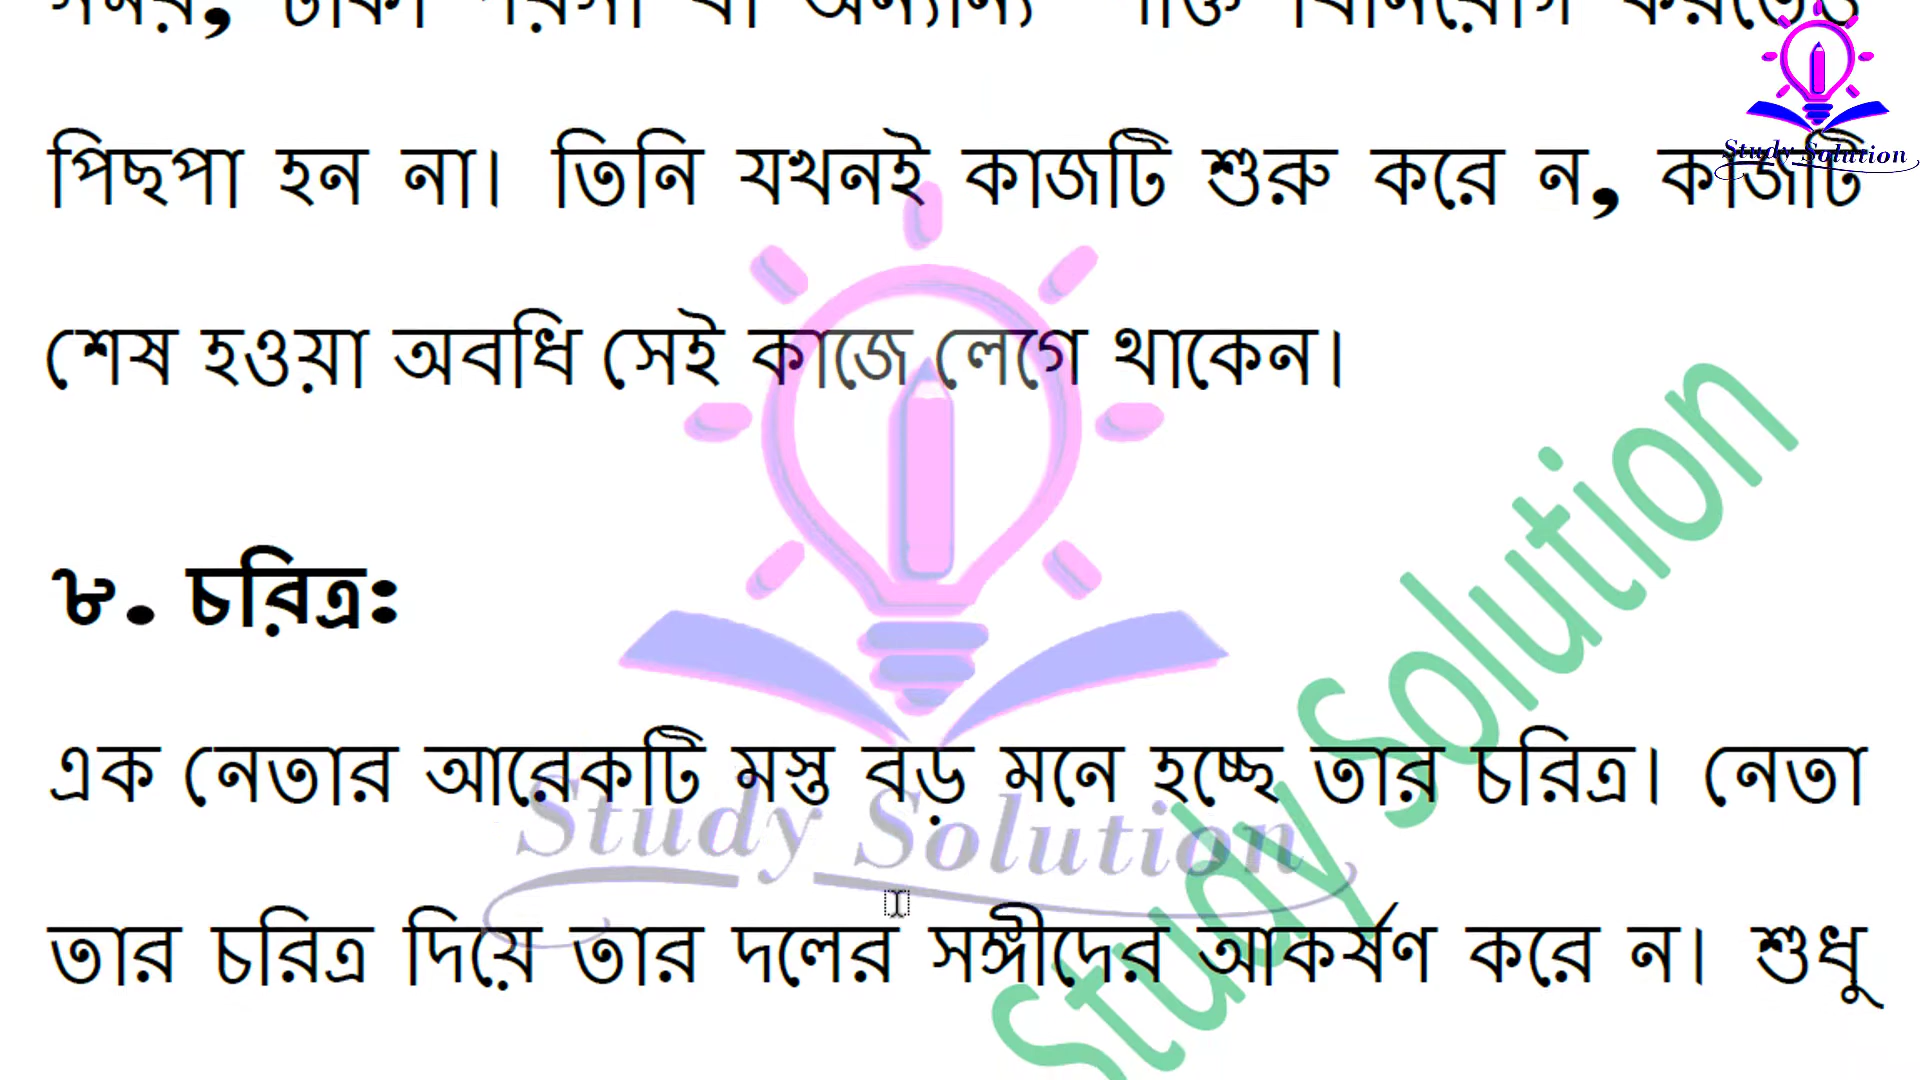 পিছপা হন না। তিনি যখনই কাজটি শুরু করে ন, কাজটি
শেষ হওয়া অবধি সেই কাজে লেগে থাকেন।
৮. চরিত্র:
এক নেতার আরেকটি মস্ত বড় মনে হচ্ছে তার চরিত্র। নেতা
তার চরিত্র দিয়ে তার দলের সঙ্গীদের আকর্ষণ করে ন। শুধু
Study Solution
Study Solution
Study Solution